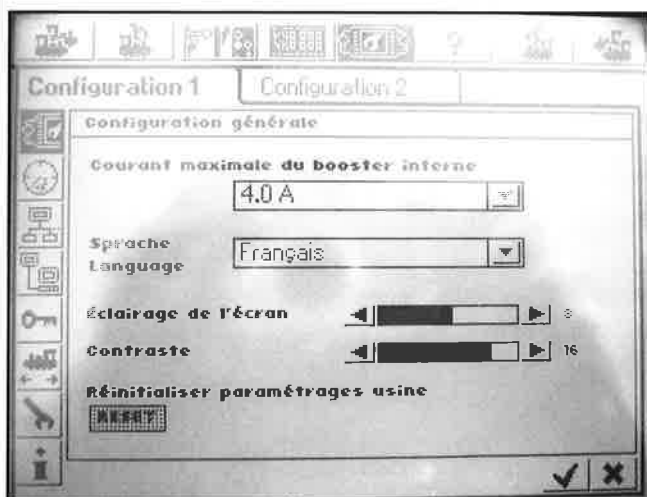 Configuration 1
Configuration 2
Configuration générale
Courant maximale du booster interne
4.0 A
Sprache
Language
Français
Éclairage de l'écran
Contraste
16
Réinitialiser paramétrages usine
RESET